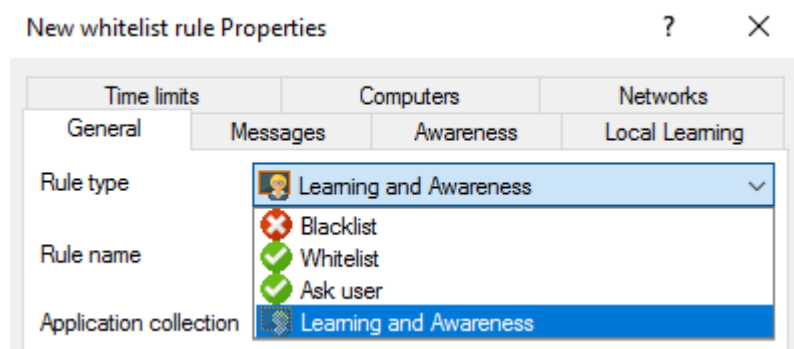 New whitelist rule Properties ? ×
Time limits Computers Networks
General Messages Awareness Local Learning
Rule type Learning and Awareness
Blacklist
Rule name Whitelist
Ask user
Application collection Learning and Awareness